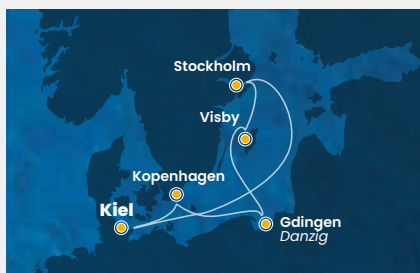 Stockholm
Visby
Kopenhagen
Kiel
Gdingen
Danzig